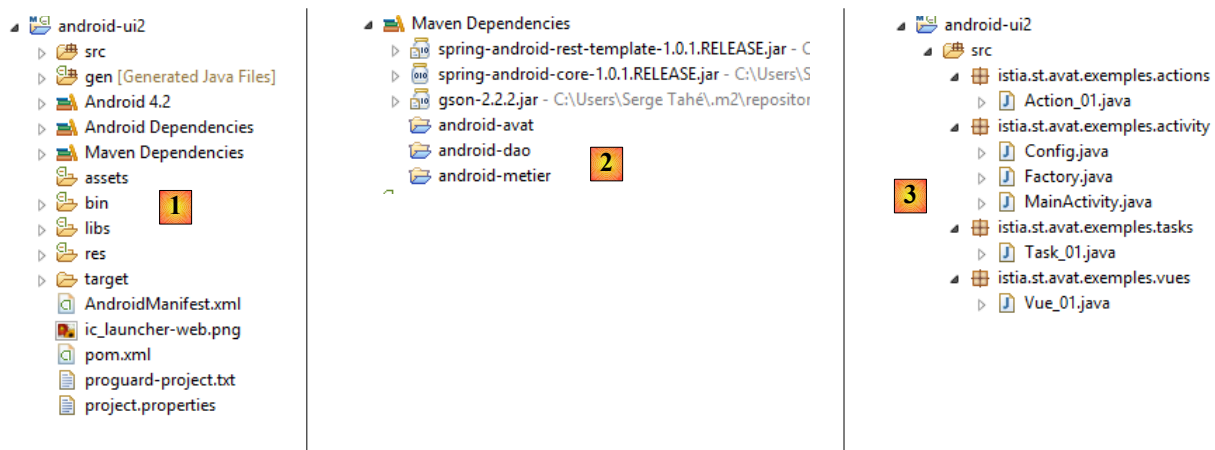 android-ui2
src
gen [Generated Java Files]
Android 4.2
Android Dependencies
Maven Dependencies
assets
bin
libs
res
target
AndroidManifest.xml
ic_launcher-web.png
pom.xml
proguard-project.txt
project.properties
1
Maven Dependencies
spring-android-rest-template-1.0.1.RELEASE.jar - C
spring-android-core-1.0.1.RELEASE.jar - C:\Users\S
gson-2.2.2.jar - C:\Users\Serge Tahé\.m2\repositor
android-avat
android-dao
android-metier
2
android-ui2
src
istia.st.avat.exemples.actions
Action_01.java
istia.st.avat.exemples.activity
Config.java
Factory.java
MainActivity.java
istia.st.avat.exemples.tasks
Task_01.java
istia.st.avat.exemples.vues
Vue_01.java
3